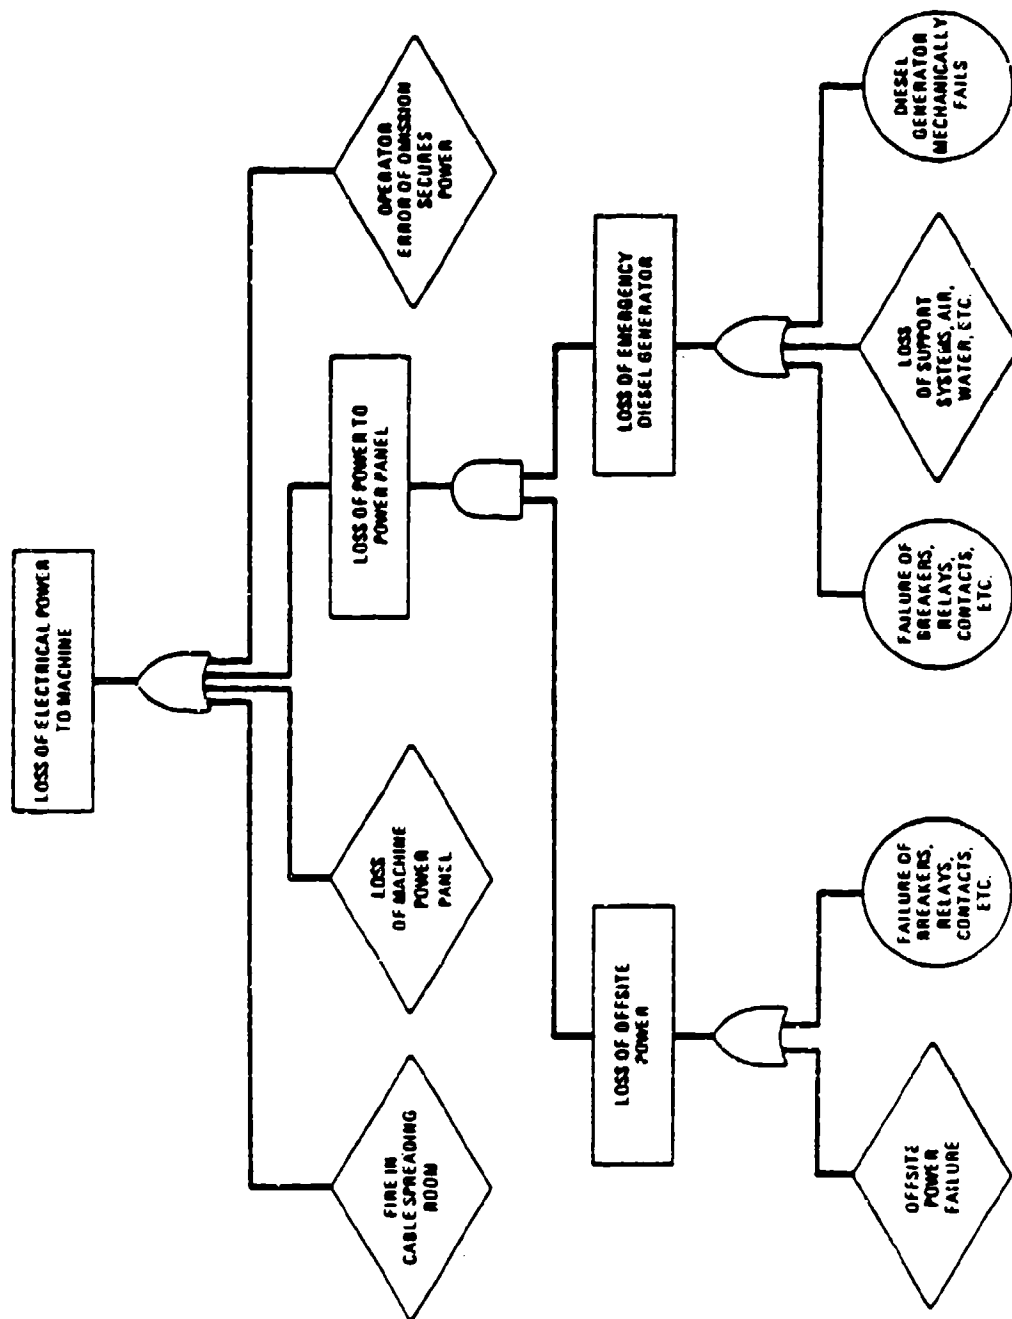 LOSS OF ELECTRICAL POWER
TO MACHINE
FIRE IN
CABLE SPREADING
ROOM
LOSS
OF MACHINE
POWER
PANEL
LOSS OF POWER TO
POWER PANEL
OPERATOR
ERROR OF OMISSION
SECURES
POWER
LOSS OF OFFSITE
POWER
LOSS OF EMERGENCY
DIESEL GENERATOR
OFFSITE
POWER
FAILURE
FAILURE OF
BREAKERS,
RELAYS,
CONTACTS,
ETC.
FAILURE OF
BREAKERS,
RELAYS,
CONTACTS,
ETC.
LOSS
OF SUPPORT
SYSTEMS, AIR,
WATER, ETC.
DIESEL
GENERATOR
MECHANICALLY
FAILS